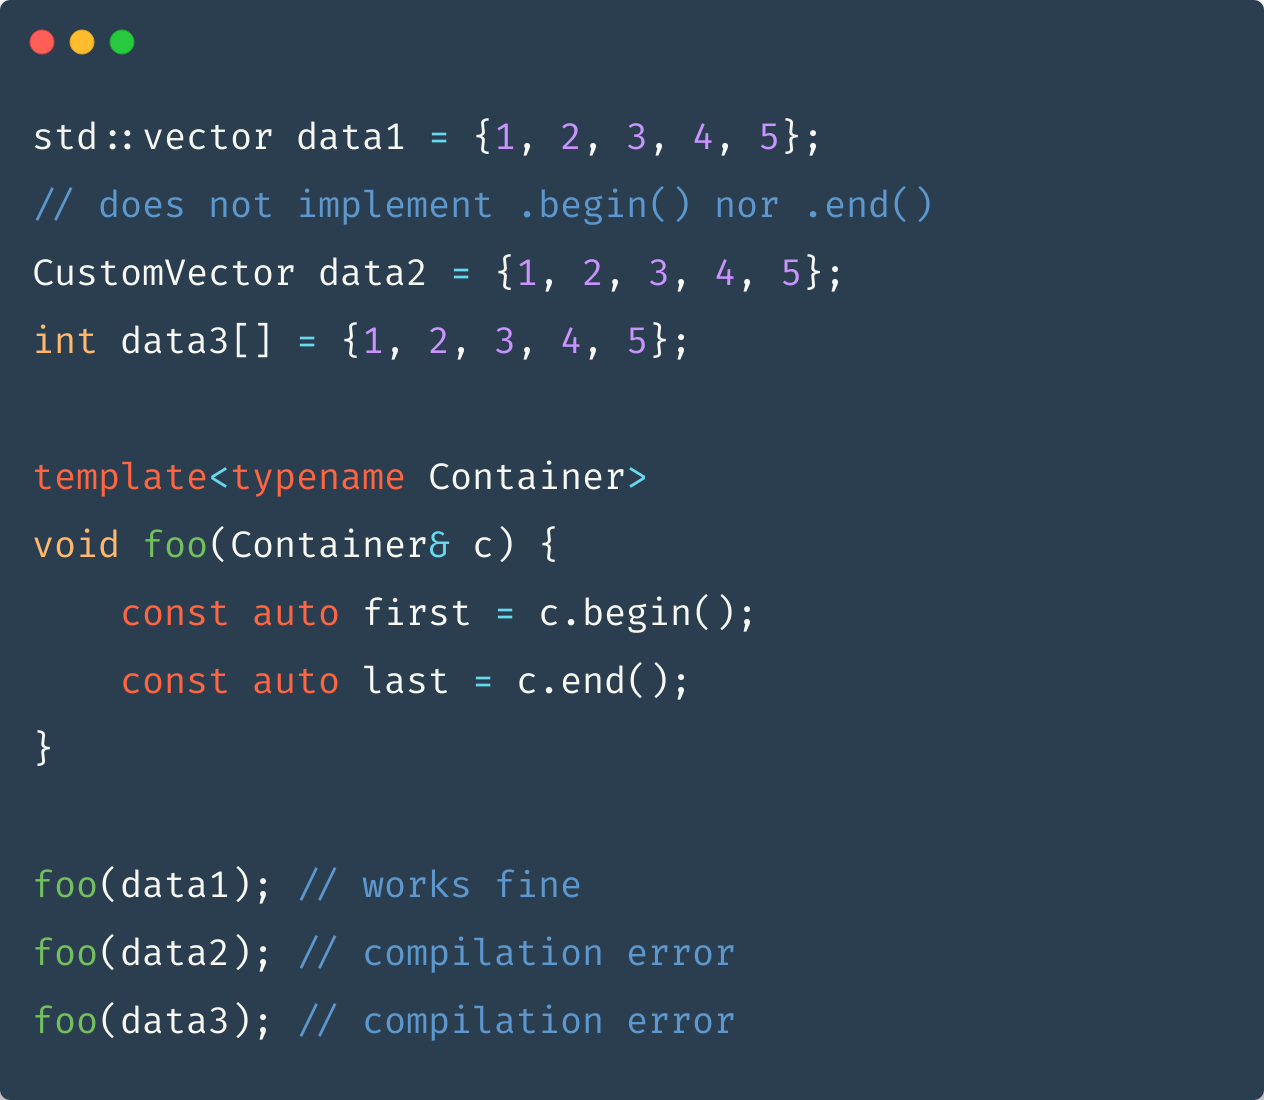 std::vector data1 = {1, 2, 3, 4, 5};
// does not implement .begin() nor .end()
CustomVector data2 = {1, 2, 3, 4, 5};
int data3[] = {1, 2, 3, 4, 5};

template<typename Container>
void foo(Container& c) {
    const auto first = c.begin();
    const auto last = c.end();
}

foo(data1); // works fine
foo(data2); // compilation error
foo(data3); // compilation error